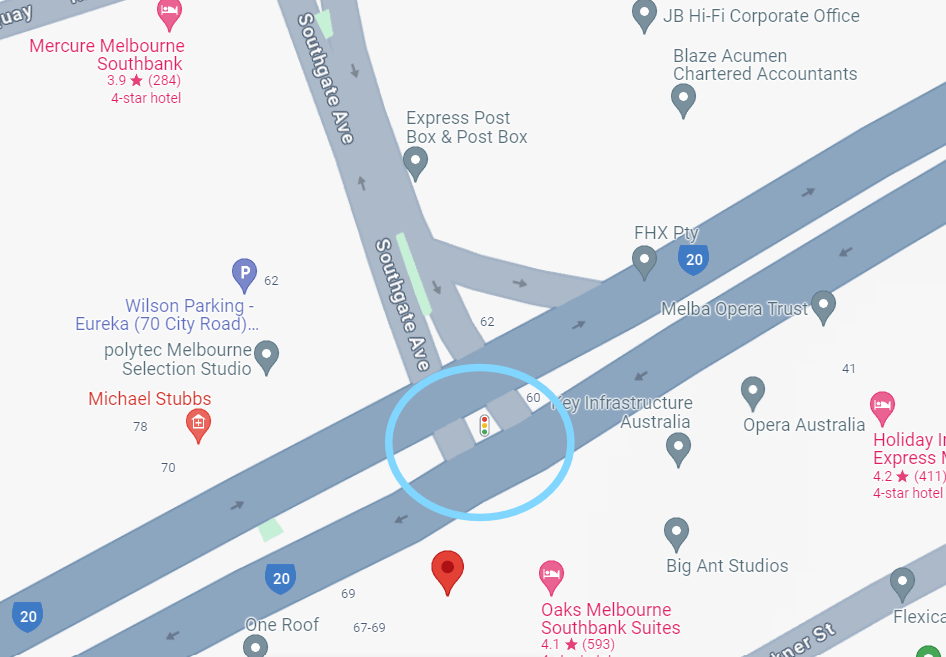 uay
JB Hi-Fi Corporate Office
Mercure Melbourne
Southbank
3.9 ★ (284)
4-star hotel
Southgate Ave
Blaze Acumen
Chartered Accountants
Express Post
Box & Post Box
FHX Pty
20
P
62
Wilson Parking -
Eureka (70 City Road)...
Southgate Ave
Melba Opera Trust
62
polytec Melbourne
Selection Studio
41
Michael Stubbs
78
60
Key Infrastructure
Australia
Opera Australia
Holiday In
Express M
4.2 ★ (411)
4-star hotel
70
Big Ant Studios
20
69
20
One Roof
67-69
Oaks Melbourne
Southbank Suites
4.1 ★ (593)
Flexica
kner St